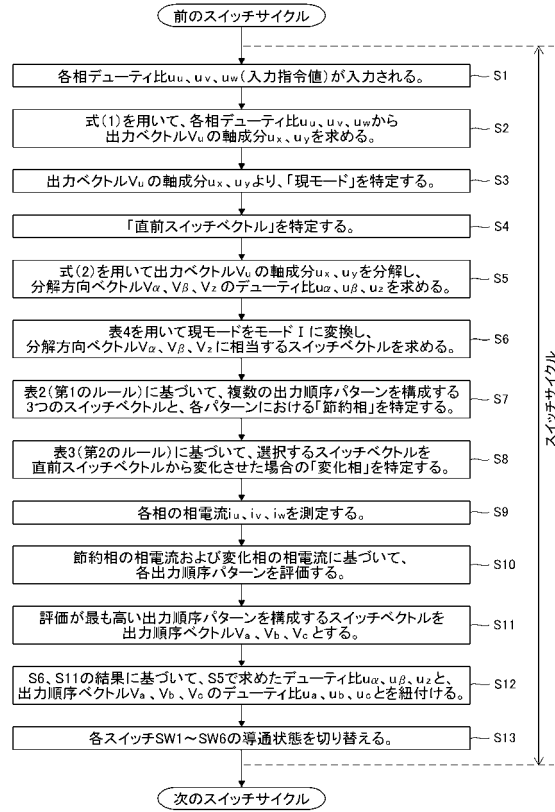 前のスイッチサイクル
各相デューティ比uu、uv、uw(入力指令値)が入力される。
S1
式(1)を用いて、各相デューティ比uu、uv、uwから
出力ベクトルVuの軸成分ux、uyを求める。
S2
出力ベクトルVuの軸成分ux、uyより、「現モード」を特定する。
S3
「直前スイッチベクトル」を特定する。
S4
式(2)を用いて出力ベクトルVuの軸成分ux、uyを分解し、
分解方向ベクトルVα、Vβ、Vzのデューティ比uα、uβ、uzを求める。
S5
表4を用いて現モードをモードⅠに変換し、
分解方向ベクトルVα、Vβ、Vzに相当するスイッチベクトルを求める。
S6
表2(第1のルール)に基づいて、複数の出力順序パターンを構成する
3つのスイッチベクトルと、各パターンにおける「節約相」を特定する。
S7
表3(第2のルール)に基づいて、選択するスイッチベクトルを
直前スイッチベクトルから変化させた場合の「変化相」を特定する。
S8
各相の相電流iu、iv、iwを測定する。
S9
節約相の相電流および変化相の相電流に基づいて、
各出力順序パターンを評価する。
S10
評価が最も高い出力順序パターンを構成するスイッチベクトルを
出力順序ベクトルVa、Vb、Vcとする。
S11
S6、S11の結果に基づいて、S5で求めたデューティ比uα、uβ、uzと、
出力順序ベクトルVa、Vb、Vcのデューティ比ua、ub、ucとを紐付ける。
S12
各スイッチSW1～SW6の導通状態を切り替える。
S13
次のスイッチサイクル
スイッチサイクル